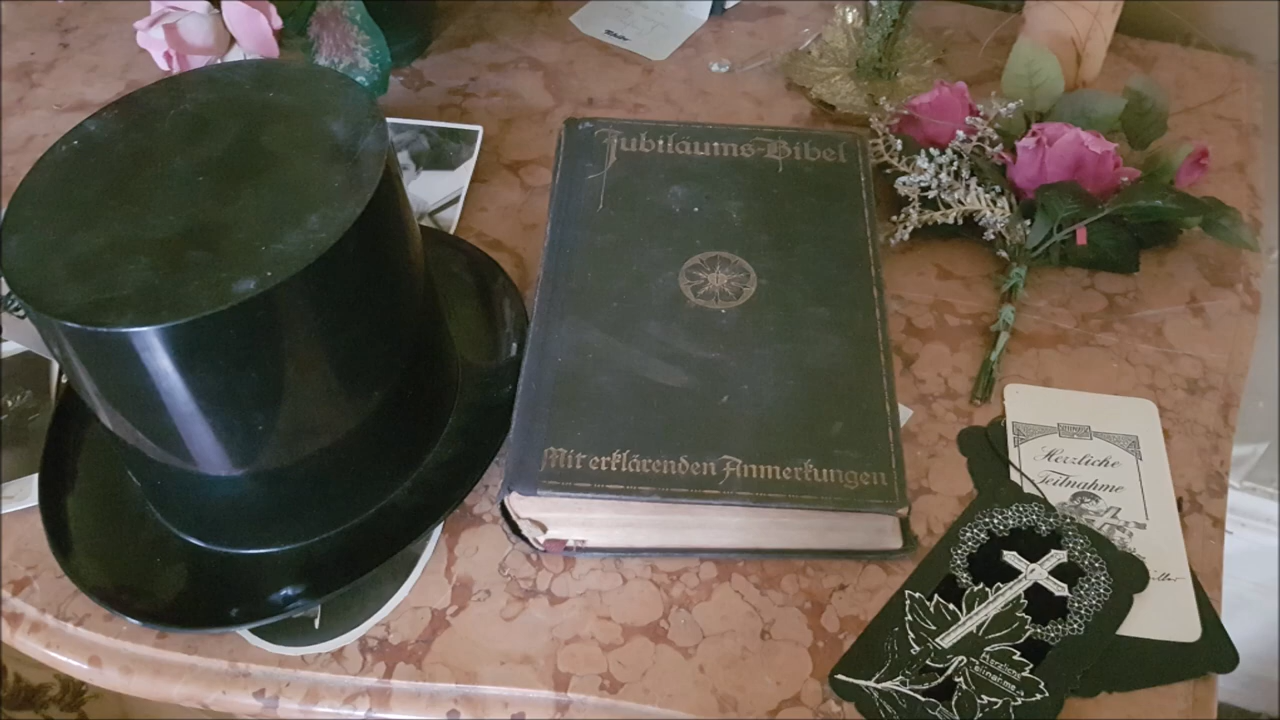 Jubiläums-Bibel
Mit erklärenden Anmerkungen
Herzliche
Teilnahme
Herzliche
Teilnahme